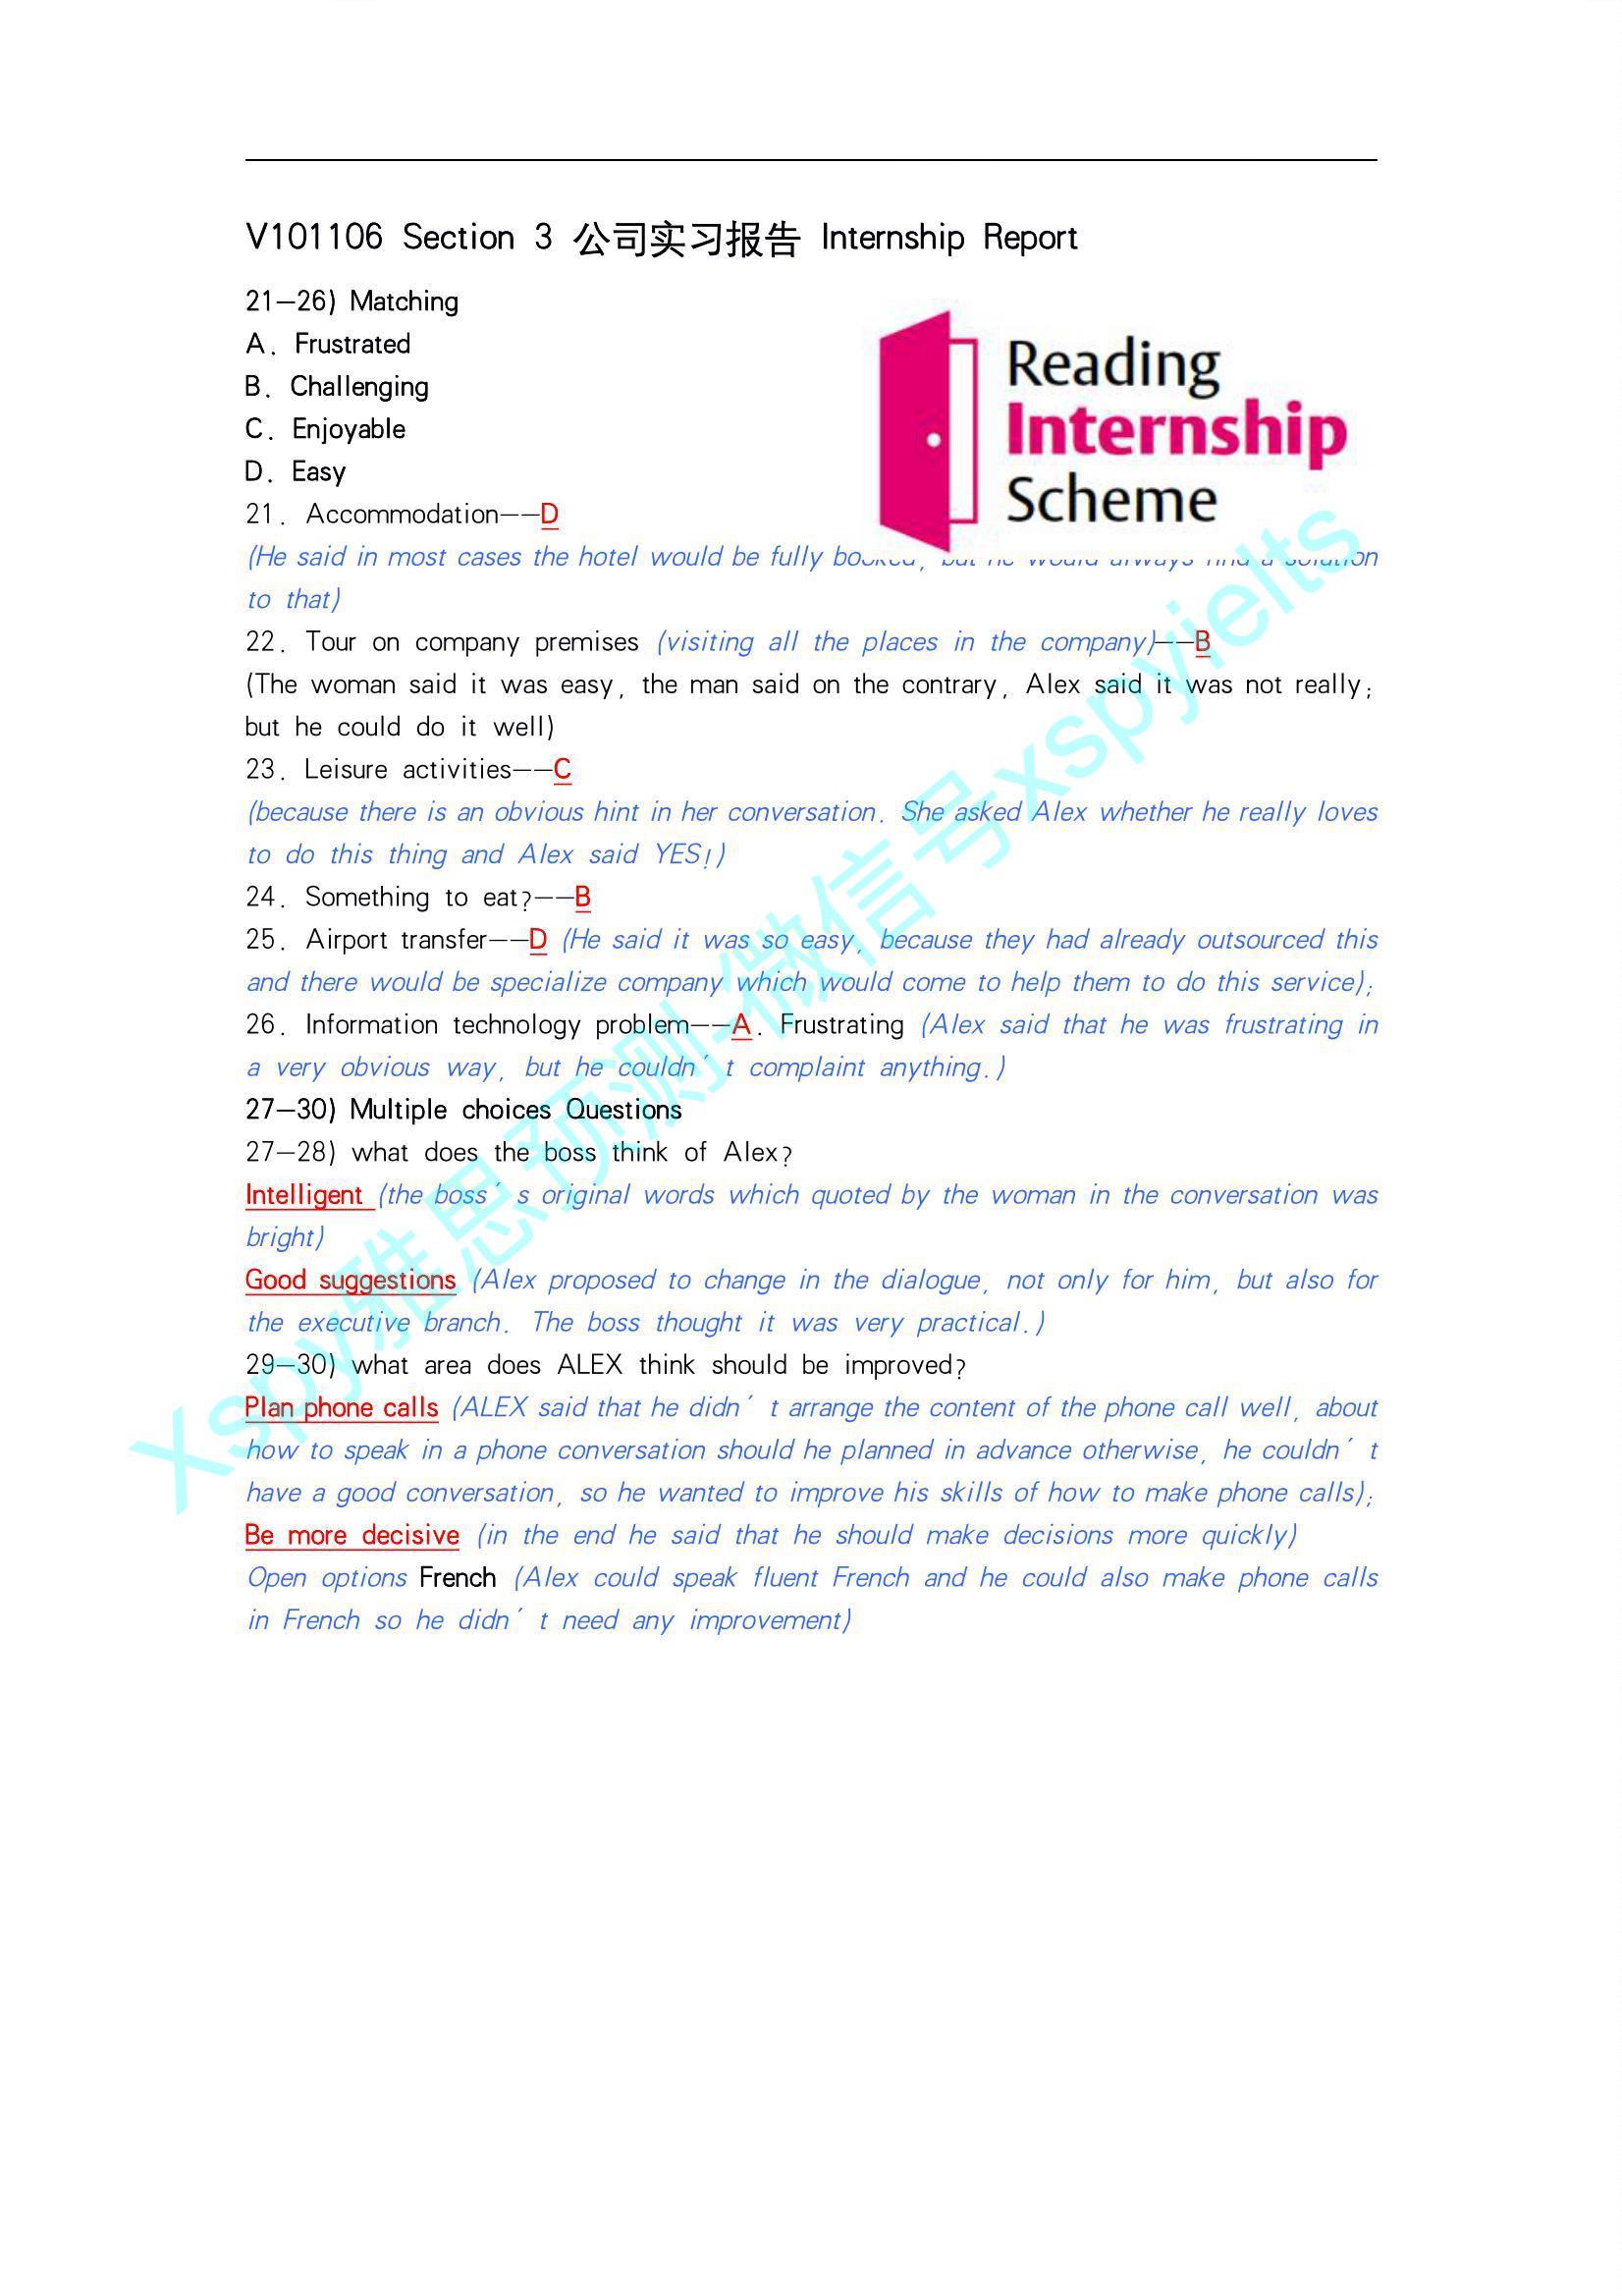 V101106 Section 3 公司实习报告 Internship Report
21-26) Matching
A. Frustrated
B. Challenging
C. Enjoyable
D. Easy
Reading
Internship
Scheme
21. Accommodation--D
(He said in most cases the hotel would be fully booked, but he would always find a solution
to that)
22. Tour on company premises (visiting all the places in the company)--B
(The woman said it was easy, the man said on the contrary, Alex said it was not really;
but he could do it well)
23. Leisure activities--C
(because there is an obvious hint in her conversation. She asked Alex whether he really loves
to do this thing and Alex said YES!)
24. Something to eat?--B
25. Airport transfer--D (He said it was so easy, because they had already outsourced this
and there would be specialize company which would come to help them to do this service);
26. Information technology problem--A. Frustrating (Alex said that he was frustrating in
a very obvious way, but he couldn't complaint anything.)
27-30) Multiple choices Questions
27-28) what does the boss think of Alex?
Intelligent (the boss's original words which quoted by the woman in the conversation was
bright)
Good suggestions (Alex proposed to change in the dialogue, not only for him, but also for
the executive branch. The boss thought it was very practical.)
29-30) what area does ALEX think should be improved?
Plan phone calls (ALEX said that he didn't arrange the content of the phone call well, about
how to speak in a phone conversation should he planned in advance otherwise, he couldn't
have a good conversation, so he wanted to improve his skills of how to make phone calls);
Be more decisive (in the end he said that he should make decisions more quickly)
Open options French (Alex could speak fluent French and he could also make phone calls
in French so he didn't need any improvement)
Xspy雅思预测-微信号xspyielts